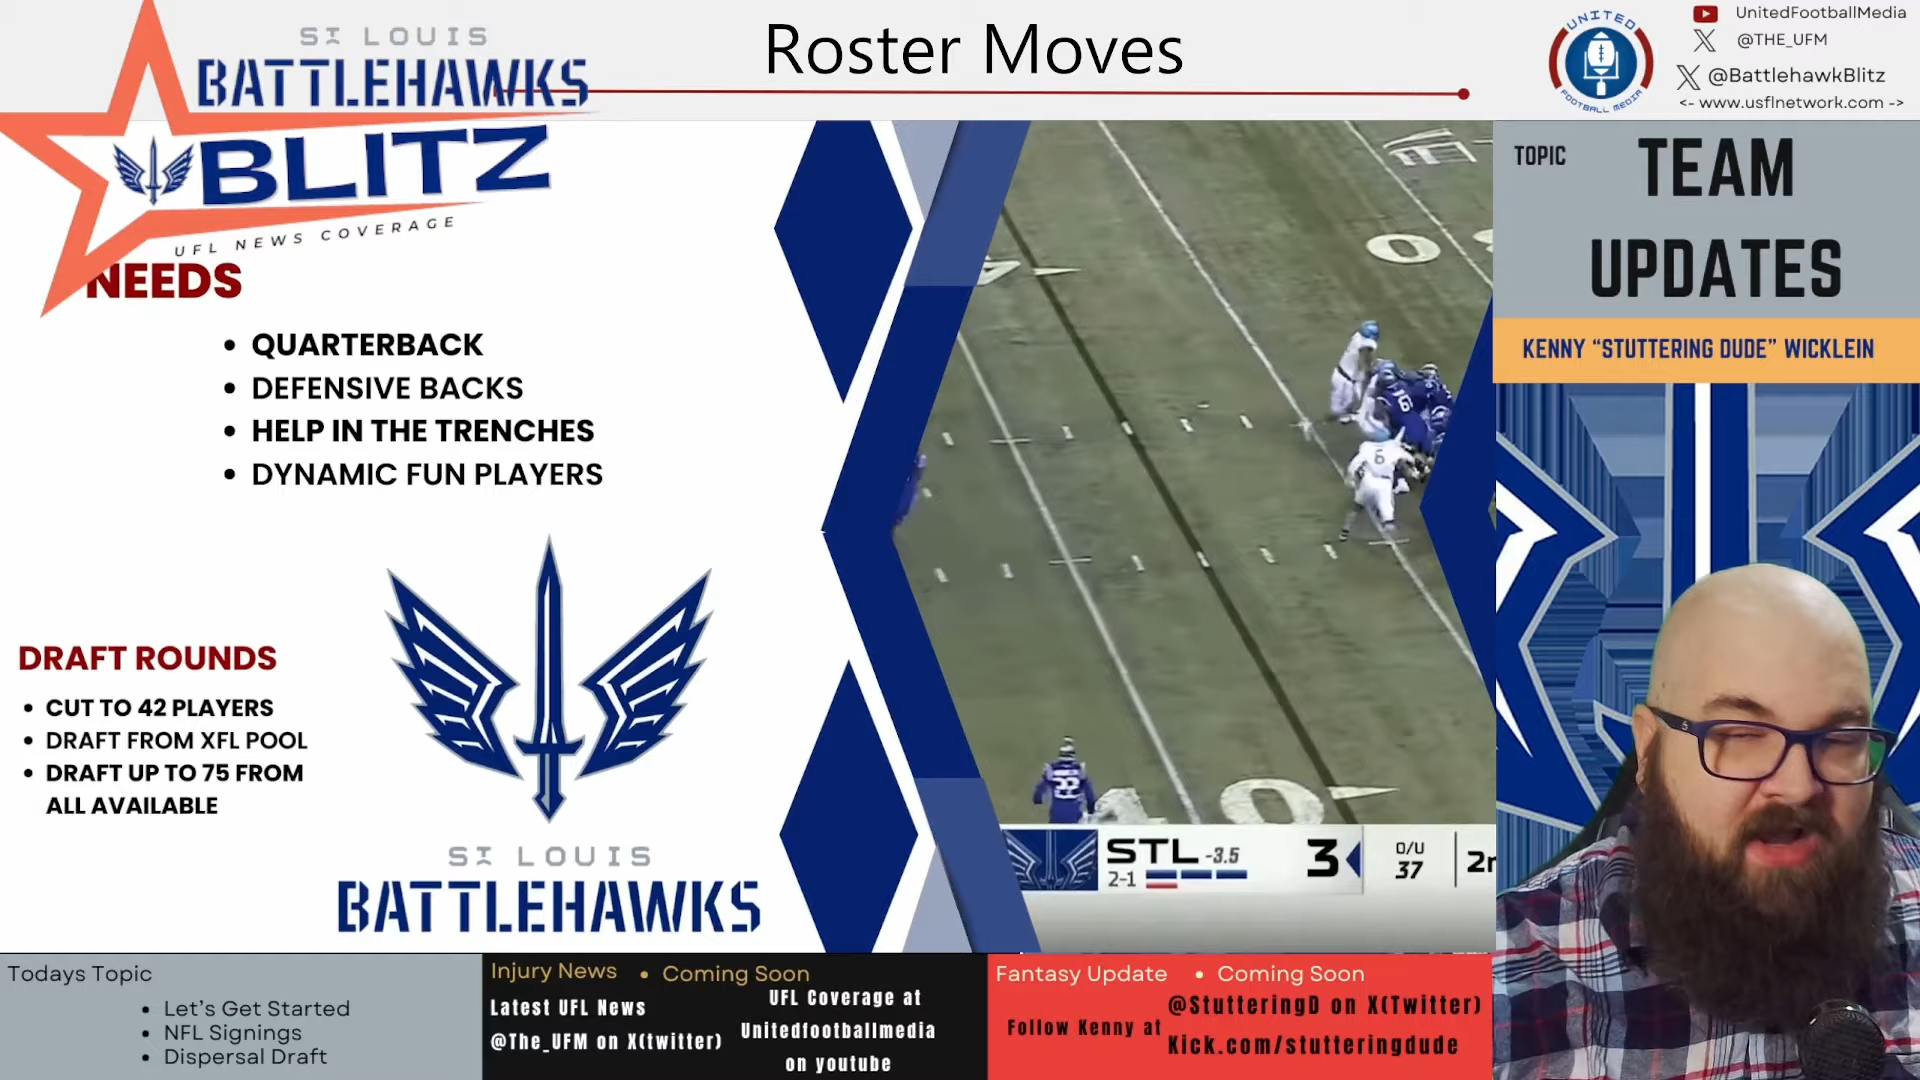 ST LOUIS
BATTLEHAWKS
BLITZ
UFL NEWS COVERAGE
Roster Moves
UNITED
FOOTBALL MEDIA
UnitedFootballMedia
@THE_UFM
@BattlehawkBlitz
<- www.usflnetwork.com ->
NEEDS
• QUARTERBACK
• DEFENSIVE BACKS
• HELP IN THE TRENCHES
• DYNAMIC FUN PLAYERS
DRAFT ROUNDS
• CUT TO 42 PLAYERS
• DRAFT FROM XFL POOL
• DRAFT UP TO 75 FROM
ALL AVAILABLE
ST LOUIS
BATTLEHAWKS
STL -3.5
2-1
3
O/U
37
TOPIC
TEAM
UPDATES
KENNY “STUTTERING DUDE” WICKLEIN
Todays Topic
• Let’s Get Started
• NFL Signings
• Dispersal Draft
Injury News • Coming Soon
Latest UFL News
@The_UFM on X(twitter)
UFL Coverage at
Unitedfootballmedia
on youtube
Fantasy Update • Coming Soon
Follow Kenny at
@StutteringD on X(Twitter)
Kick.com/stutteringdude